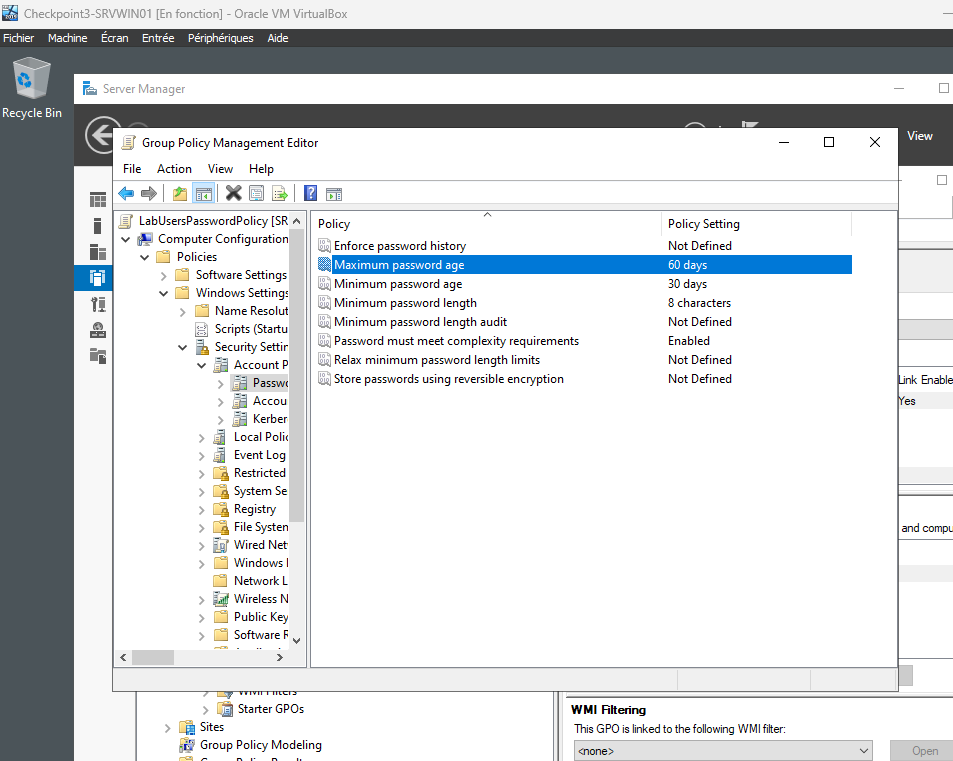 Checkpoint3-SRVWIN01 [En fonction] - Oracle VM VirtualBox
Fichier Machine Écran Entrée Périphériques Aide
Recycle Bin
Server Manager
View
Group Policy Management Editor
File Action View Help
LabUsersPasswordPolicy [SR
Computer Configuration
Policies
Software Settings
Windows Settings
Name Resolut
Scripts (Startu
Security Settin
Account P
Passwo
Accou
Kerber
Local Polic
Event Log
Restricted
System Se
Registry
File System
Wired Net
Windows
Network L
Wireless N
Public Key
Software R
Policy Policy Setting
Enforce password history Not Defined
Maximum password age 60 days
Minimum password age 30 days
Minimum password length 8 characters
Minimum password length audit Not Defined
Password must meet complexity requirements Enabled
Relax minimum password length limits Not Defined
Store passwords using reversible encryption Not Defined
Link Enable
Yes
and compu
WMI Filters
Starter GPOs
Sites
Group Policy Modeling
WMI Filtering
This GPO is linked to the following WMI filter:
<none>
Open